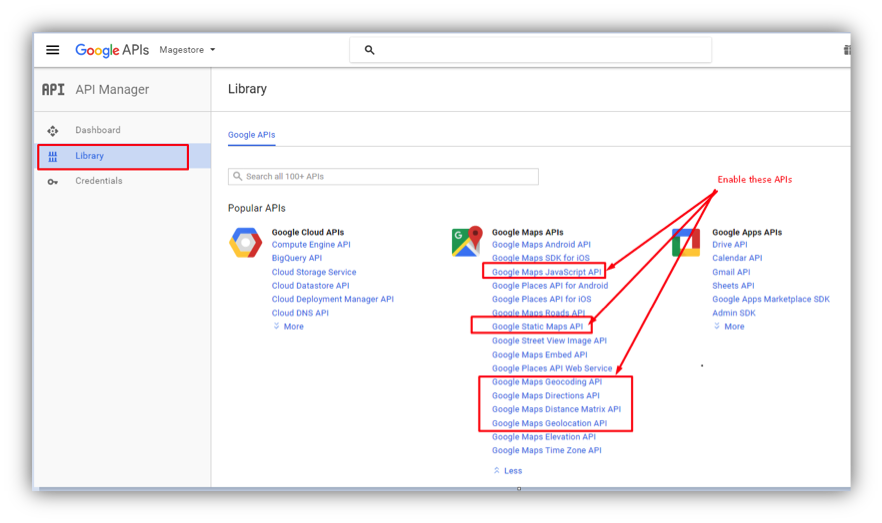 Google APIs Magestore
API API Manager
Library
Dashboard
Library
Credentials
Google APIs
Search all 100+ APIs
Enable these APIs
Popular APIs
Google Cloud APIs
Compute Engine API
BigQuery API
Cloud Storage Service
Cloud Datastore API
Cloud Deployment Manager API
Cloud DNS API
More
G
Google Maps APIs
Google Maps Android API
Google Maps SDK for iOS
Google Maps JavaScript API
Google Places API for Android
Google Places API for iOS
Google Maps Roads API
Google Static Maps API
Google Street View Image API
Google Maps Embed API
Google Places API Web Service
Google Maps Geocoding API
Google Maps Directions API
Google Maps Distance Matrix API
Google Maps Geolocation API
Google Maps Elevation API
Google Maps Time Zone API
Less
Google Apps APIs
Drive API
Calendar API
Gmail API
Sheets API
Google Apps Marketplace SDK
Admin SDK
More